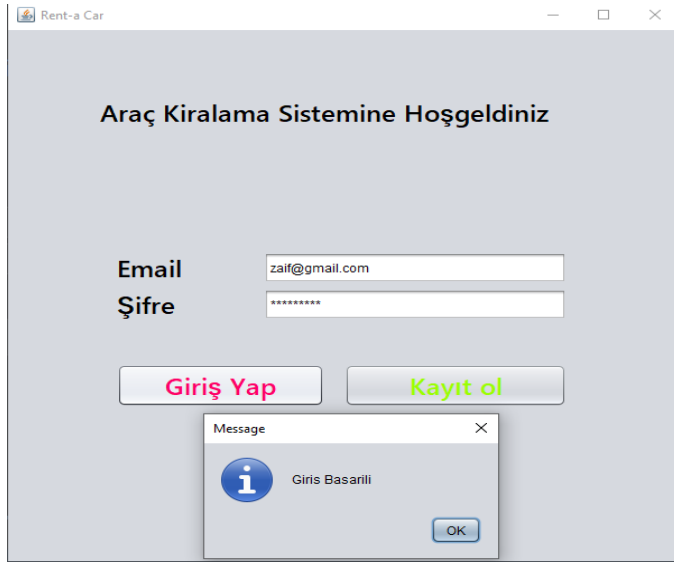 Rent-a Car
Araç Kiralama Sistemine Hoşgeldiniz
Email zaif@gmail.com
Şifre *********
Giriş Yap Kayıt ol
Message
Giris Basarili
OK